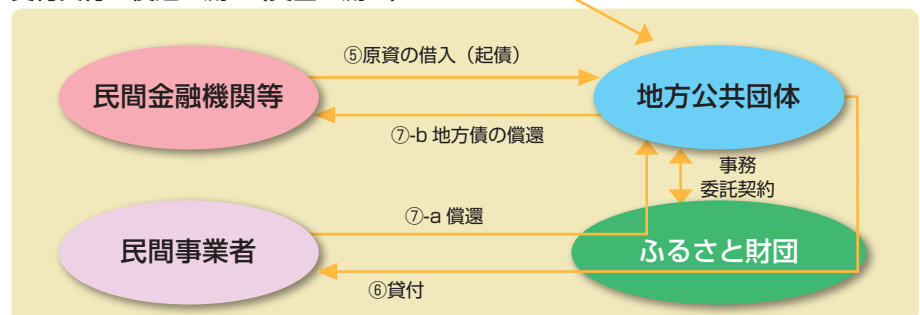 ⑤原資の借入（起債）
民間金融機関等
地方公共団体
⑦-b 地方債の償還
事務
委託契約
⑦-a 償還
民間事業者
ふるさと財団
⑥貸付